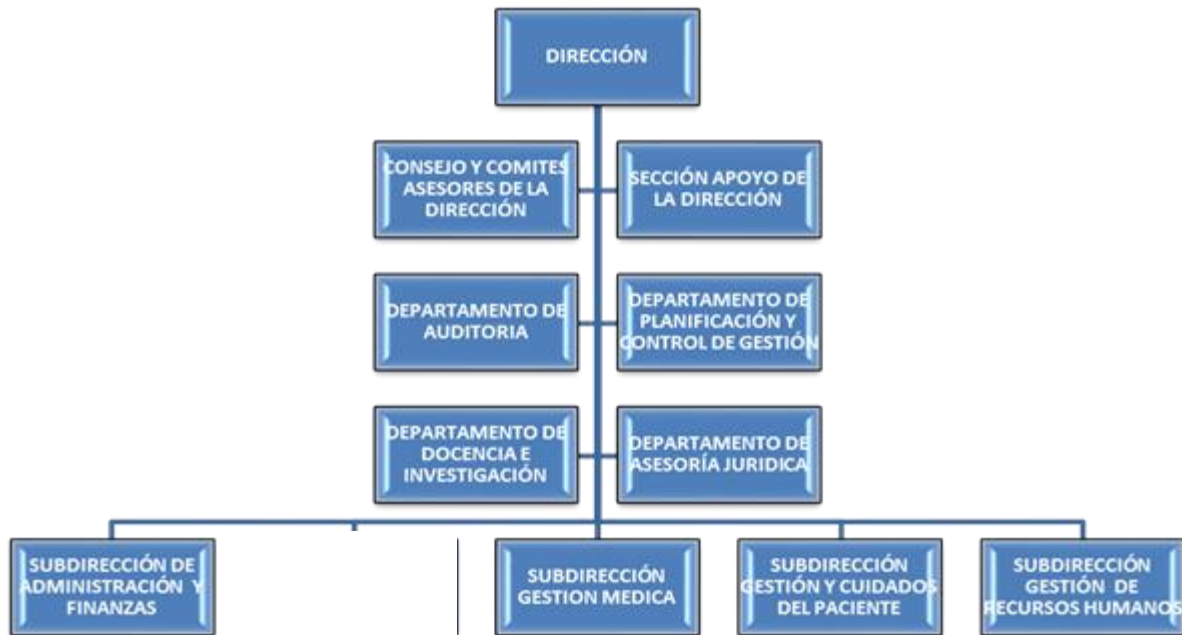 DIRECCIÓN
CONSEJO Y COMITES
ASESORES DE LA
DIRECCIÓN
SECCIÓN APOYO DE
LA DIRECCIÓN
DEPARTAMENTO DE
AUDITORIA
DEPARTAMENTO DE
PLANIFICACIÓN Y
CONTROL DE GESTIÓN
DEPARTAMENTO DE
DOCENCIA E
INVESTIGACIÓN
DEPARTAMENTO DE
ASESORÍA JURIDICA
SUBDIRECCIÓN DE
ADMINISTRACIÓN Y
FINANZAS
SUBDIRECCIÓN
GESTION MEDICA
SUBDIRECCIÓN
GESTIÓN Y CUIDADOS
DEL PACIENTE
SUBDIRECCIÓN
GESTIÓN DE
RECURSOS HUMANOS